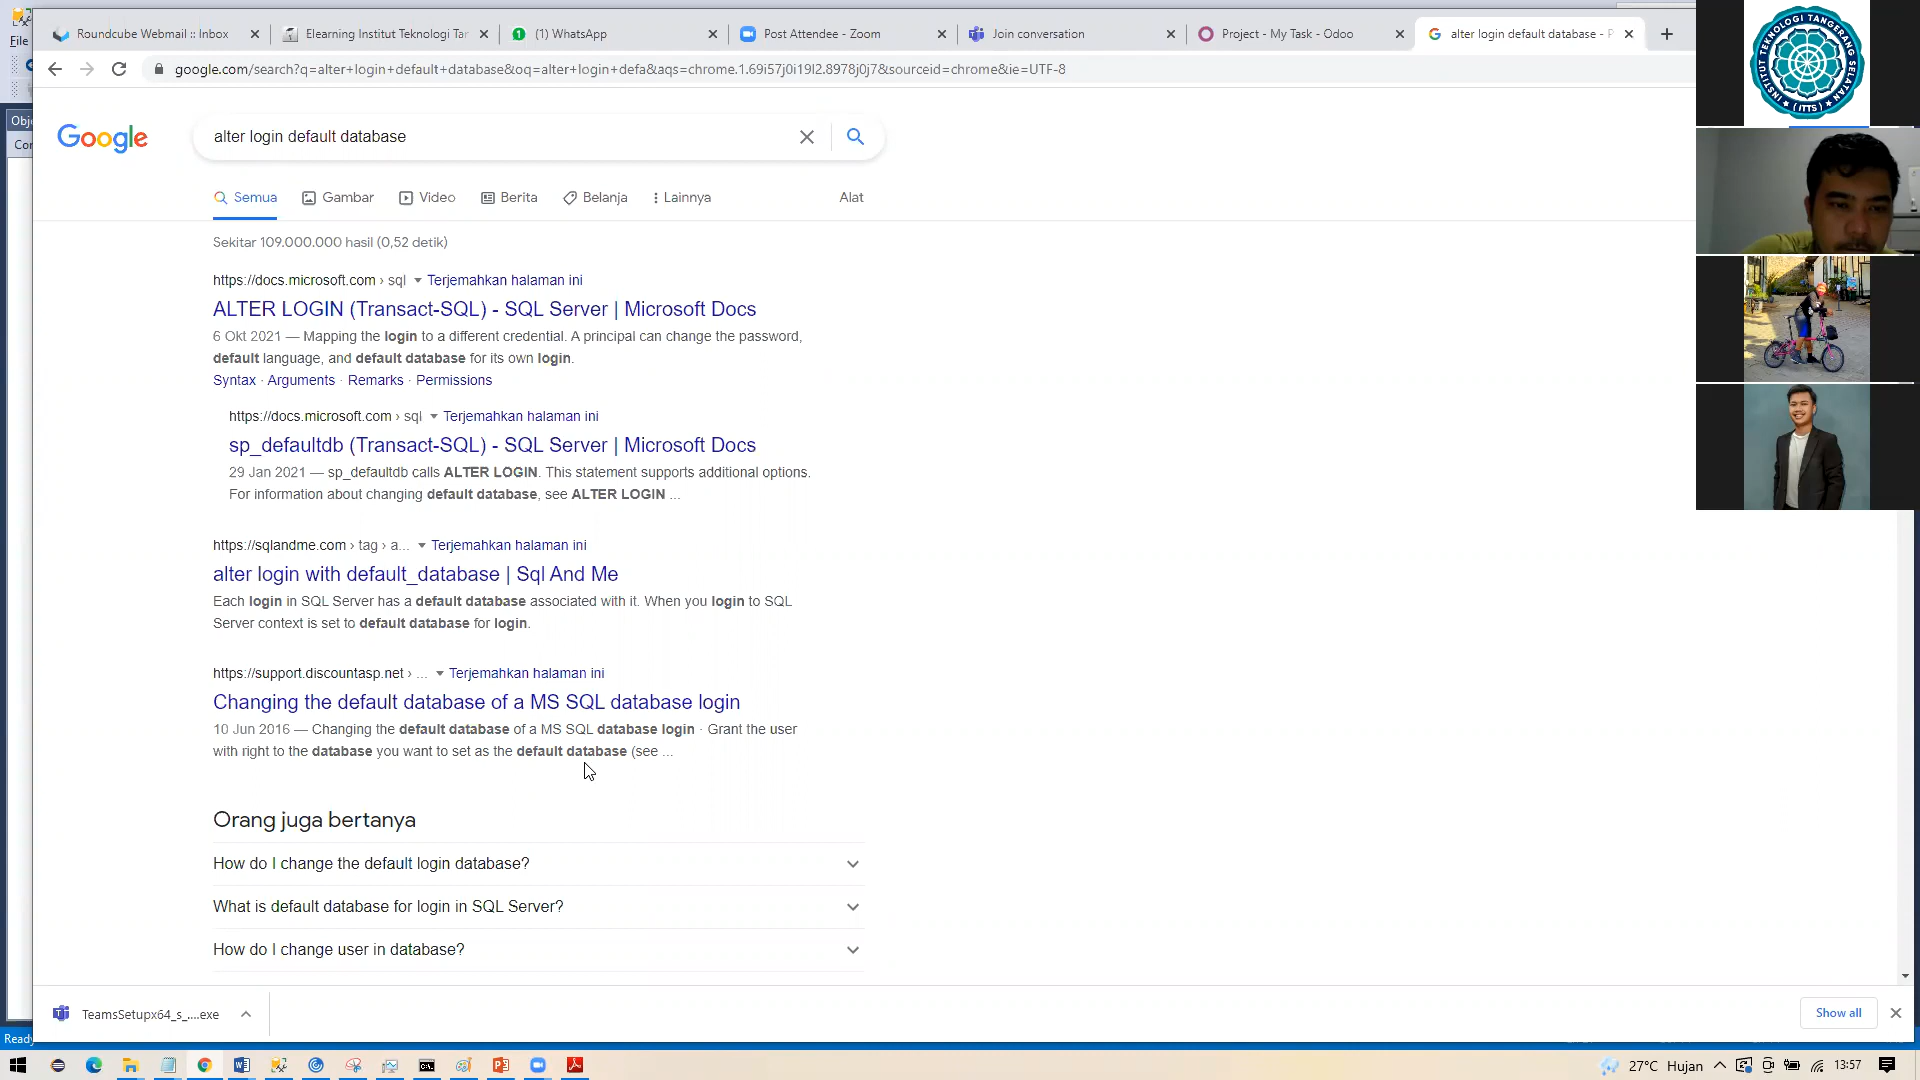 File
Roundcube Webmail :: Inbox
Elearning Institut Teknologi Tar
(1) WhatsApp
Post Attendee - Zoom
Join conversation
Project - My Task - Odoo
alter login default database - P
google.com/search?q=alter+login+default+database&oq=alter+login+defa&aqs=chrome.1.69i57j0i19l2.8978j0j7&sourceid=chrome&ie=UTF-8
Obj
Con
Google
alter login default database
Semua
Gambar
Video
Berita
Belanja
Lainnya
Alat
Sekitar 109.000.000 hasil (0,52 detik)
https://docs.microsoft.com › sql Terjemahkan halaman ini
ALTER LOGIN (Transact-SQL) - SQL Server | Microsoft Docs
6 Okt 2021 — Mapping the login to a different credential. A principal can change the password,
default language, and default database for its own login.
Syntax · Arguments · Remarks · Permissions
https://docs.microsoft.com › sql Terjemahkan halaman ini
sp_defaultdb (Transact-SQL) - SQL Server | Microsoft Docs
29 Jan 2021 — sp_defaultdb calls ALTER LOGIN. This statement supports additional options.
For information about changing default database, see ALTER LOGIN ...
https://sqlandme.com › tag › a... Terjemahkan halaman ini
alter login with default_database | Sql And Me
Each login in SQL Server has a default database associated with it. When you login to SQL
Server context is set to default database for login.
https://support.discountasp.net › ... Terjemahkan halaman ini
Changing the default database of a MS SQL database login
10 Jun 2016 — Changing the default database of a MS SQL database login · Grant the user
with right to the database you want to set as the default database (see ...
Orang juga bertanya
How do I change the default login database?
What is default database for login in SQL Server?
How do I change user in database?
TeamsSetupx64_s_....exe
Show all
Ready
27°C Hujan
13:57
INSTITUT TEKNOLOGI TANGERANG SELATAN
(ITTS)